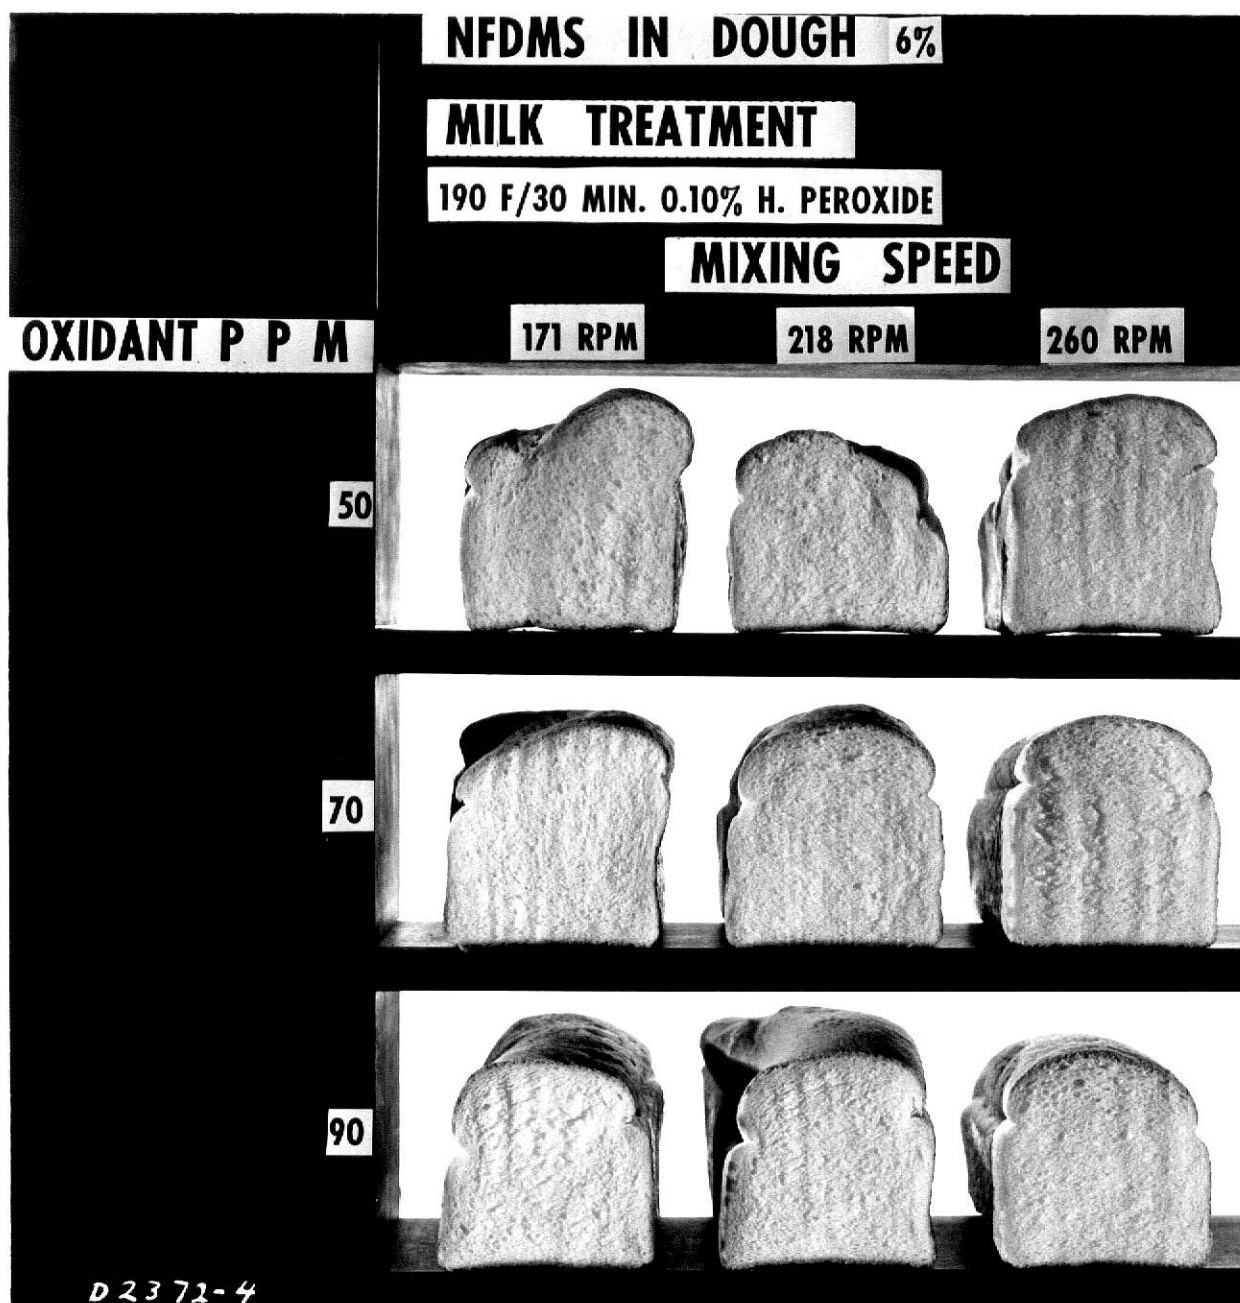 NFDMS IN DOUGH 6%
MILK TREATMENT
190 F/30 MIN. 0.10% H. PEROXIDE
MIXING SPEED
OXIDANT P P M
171 RPM 218 RPM 260 RPM
50
70
90
D2372-4